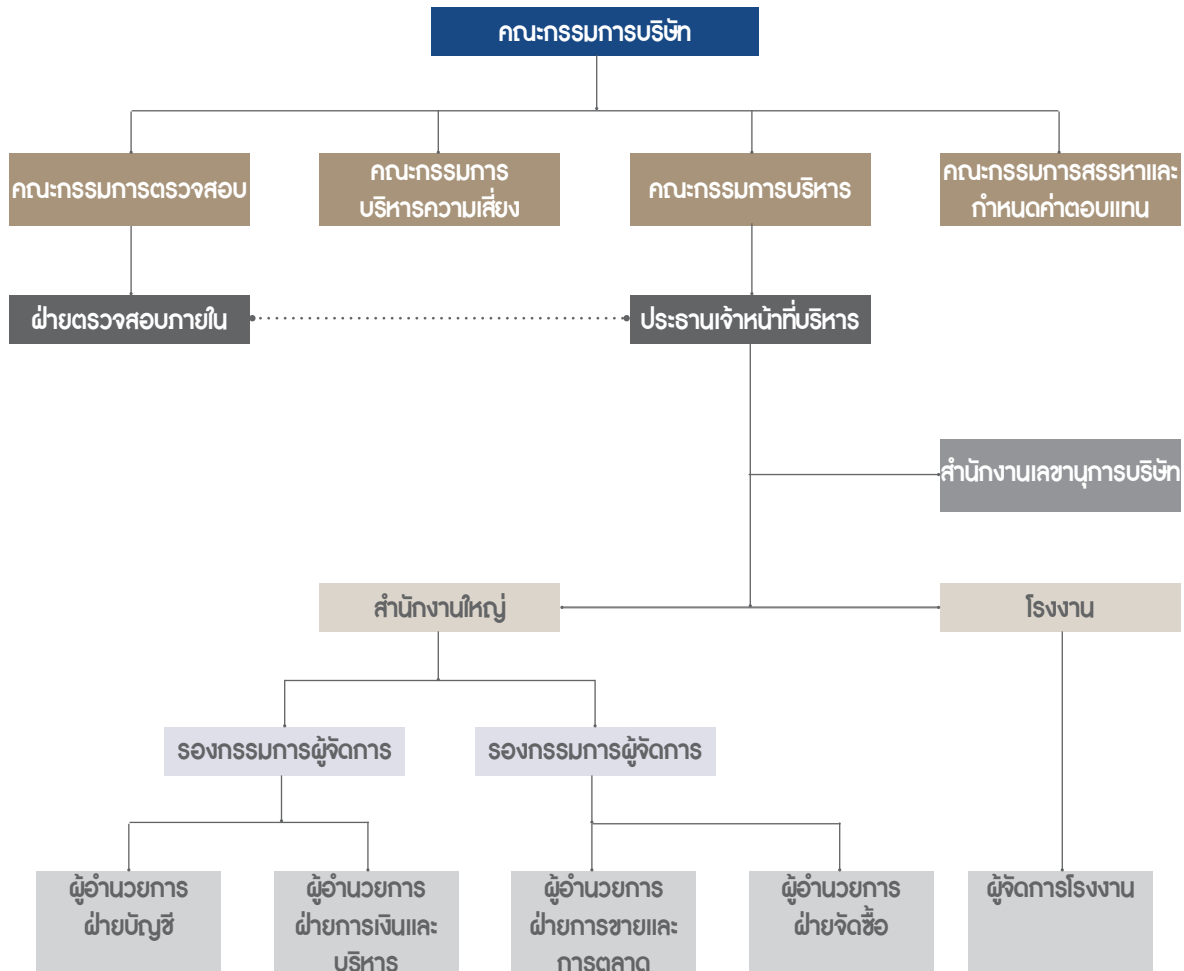 คณะกรรมการบริษัท
คณะกรรมการตรวจสอบ
คณะกรรมการ
บริหารความเสี่ยง
คณะกรรมการบริหาร
คณะกรรมการสรรหาและ
กำหนดค่าตอบแทน
ฝ่ายตรวจสอบภายใน
ประธานเจ้าหน้าที่บริหาร
สำนักงานเลขานุการบริษัท
สำนักงานใหญ่
โรงงาน
รองกรรมการผู้จัดการ
รองกรรมการผู้จัดการ
ผู้อำนวยการ
ฝ่ายบัญชี
ผู้อำนวยการ
ฝ่ายการเงินและ
บริหาร
ผู้อำนวยการ
ฝ่ายการขายและ
การตลาด
ผู้อำนวยการ
ฝ่ายจัดซื้อ
ผู้จัดการโรงงาน